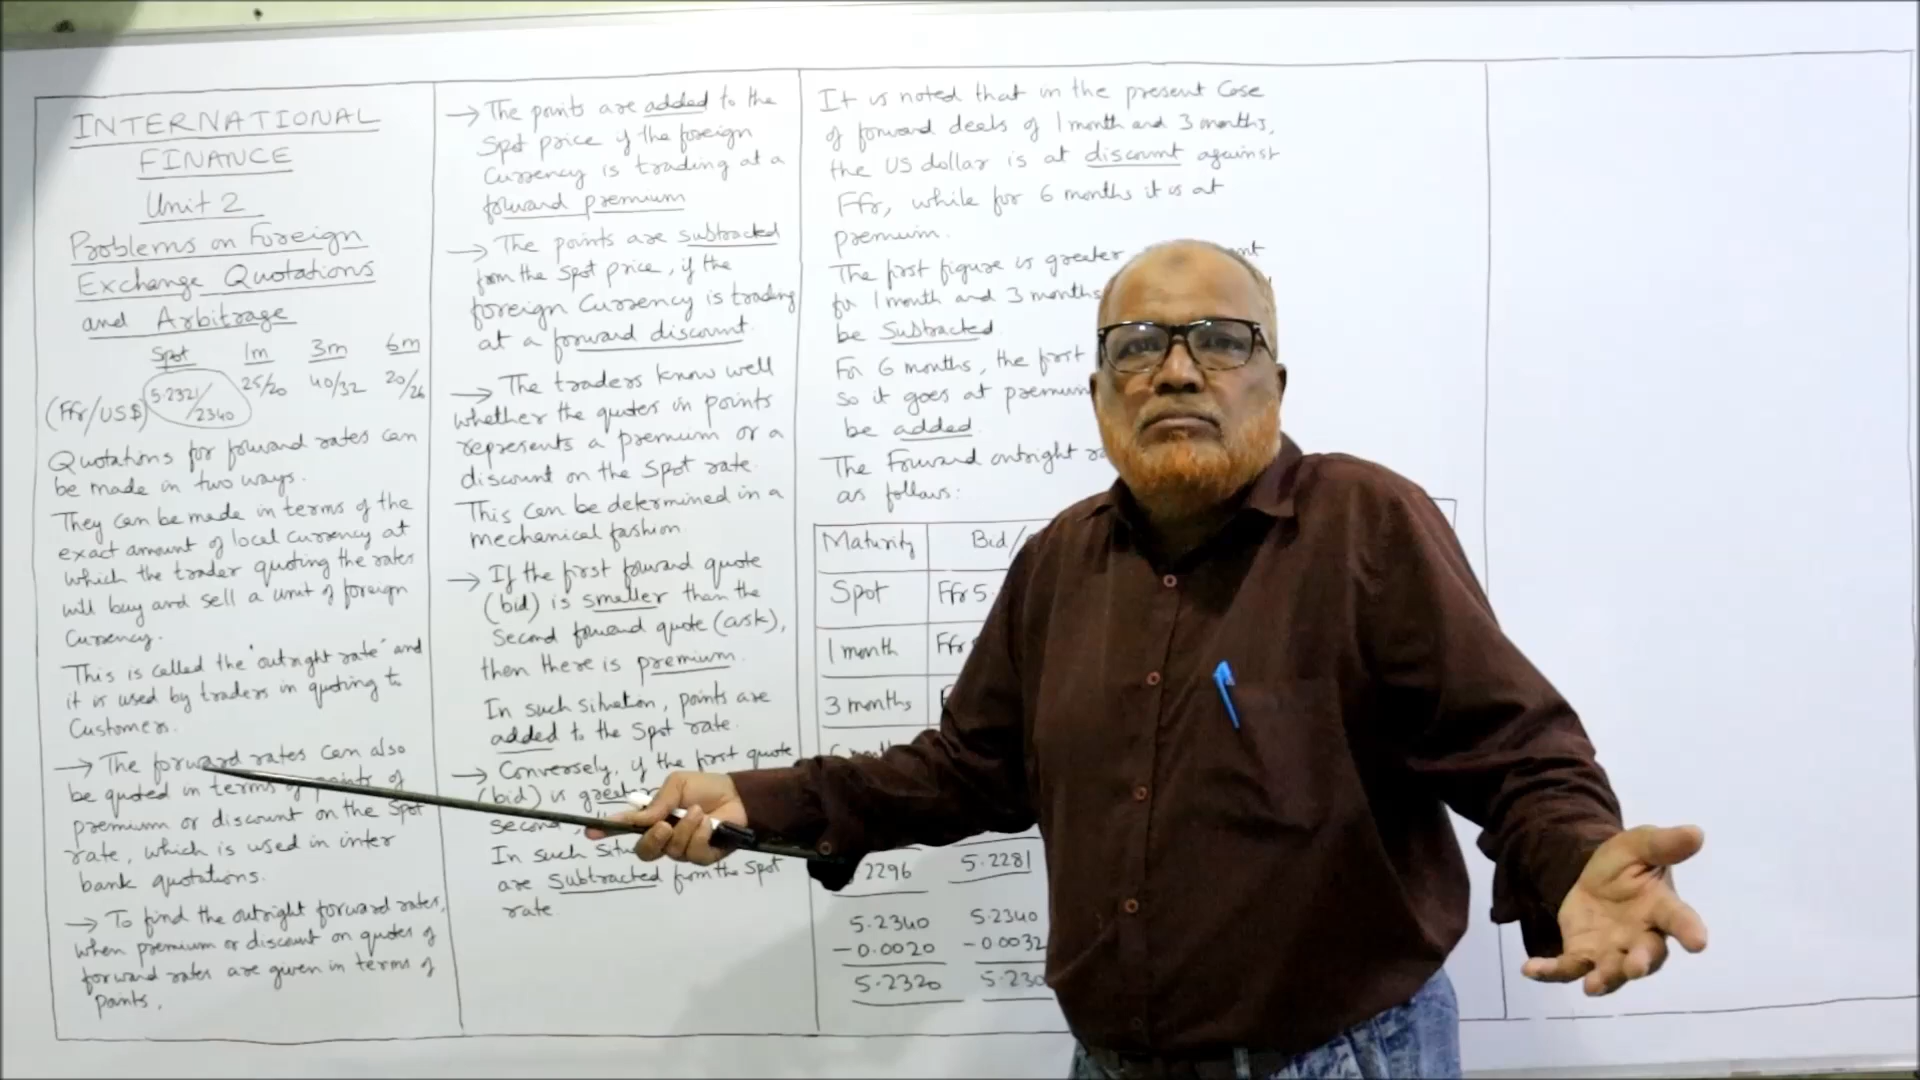 INTERNATIONAL
FINANCE
Unit 2
Problems on Foreign
Exchange Quotations
and Arbitrage
Spot 1m 3m 6m
(Ffr/US$) 5.2321/2340 25/20 40/32 20/26
Quotations for forward rates can
be made in two ways.
They can be made in terms of the
exact amount of local currency at
which the trader quoting the rates
will buy and sell a unit of foreign
Currency.
This is called the "outright rate" and
it is used by traders in quoting to
Customers.
→ The forward rates can also
be quoted in terms of points of
premium or discount on the Spot
rate, which is used in inter
bank quotations.
→ To find the outright forward rates,
when premium or discount on quotes of
forward rates are given in terms of
points,
→ The points are added to the
Spot price if the foreign
Currency is trading at a
forward premium
→ The points are subtracted
from the spot price, if the
foreign Currency is trading
at a forward discount.
→ The traders know well
whether the quotes in points
represents a premium or a
discount on the Spot rate.
This can be determined in a
mechanical fashion
→ If the first forward quote
(bid) is smaller than the
Second forward quote (ask),
then there is premium.
In such situation, points are
added to the Spot rate.
→ Conversely, if the first quote
(bid) is
Second,
In such
are Subtracted from the Spot
rate.
It is noted that in the present Case
of forward deals of 1 month and 3 months,
the US dollar is at discount against
Ffr, while for 6 months it is at
premium.
The first figure is greater
for 1 month and 3 months
be Subtracted.
For 6 months, the first
so it goes at premium
be added.
The Forward outright
as follows:
Maturity Bid/
Spot Ffr 5.
1 month Ffr
3 months
2296 5.2281
5.2340 5.2340
-0.0020 -0.0032
5.2320 5.230